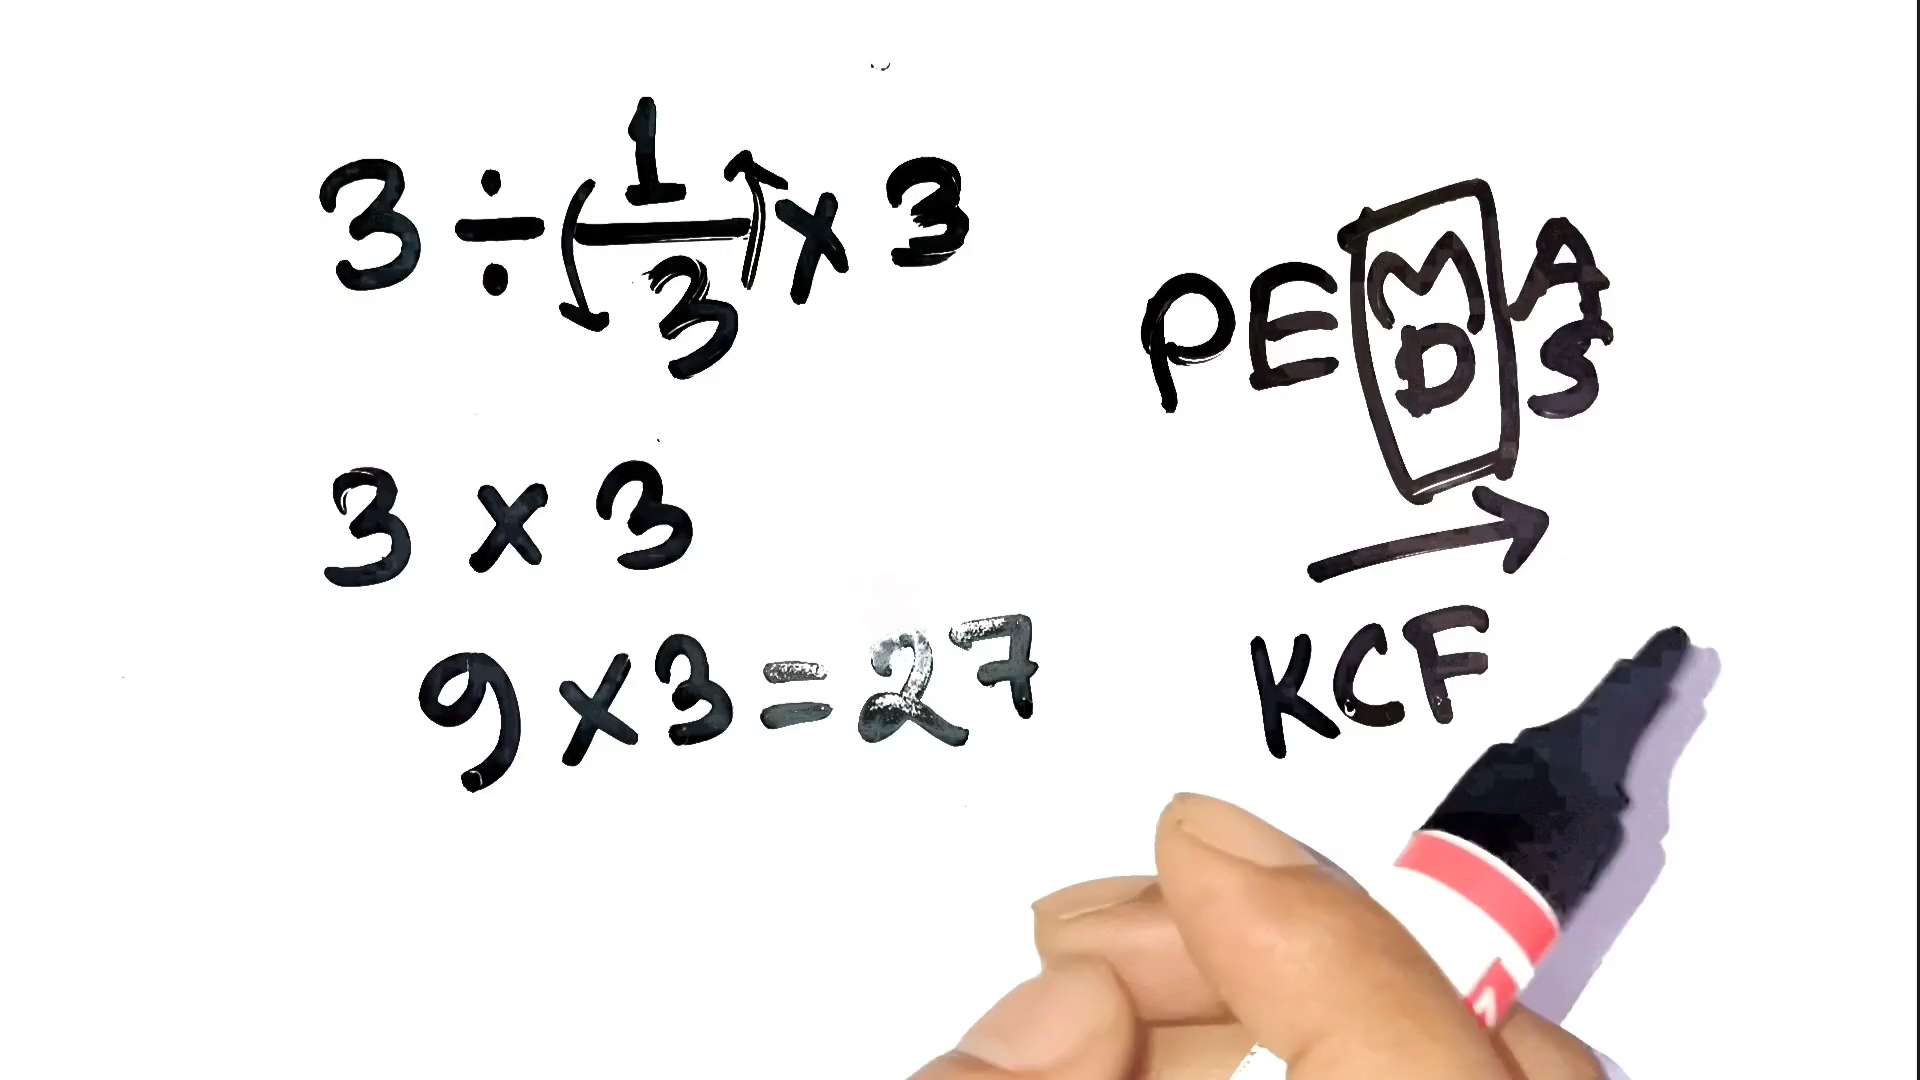 3 ÷ 1/3 × 3
PEMDAS
3 × 3
9 × 3 = 27
KCF